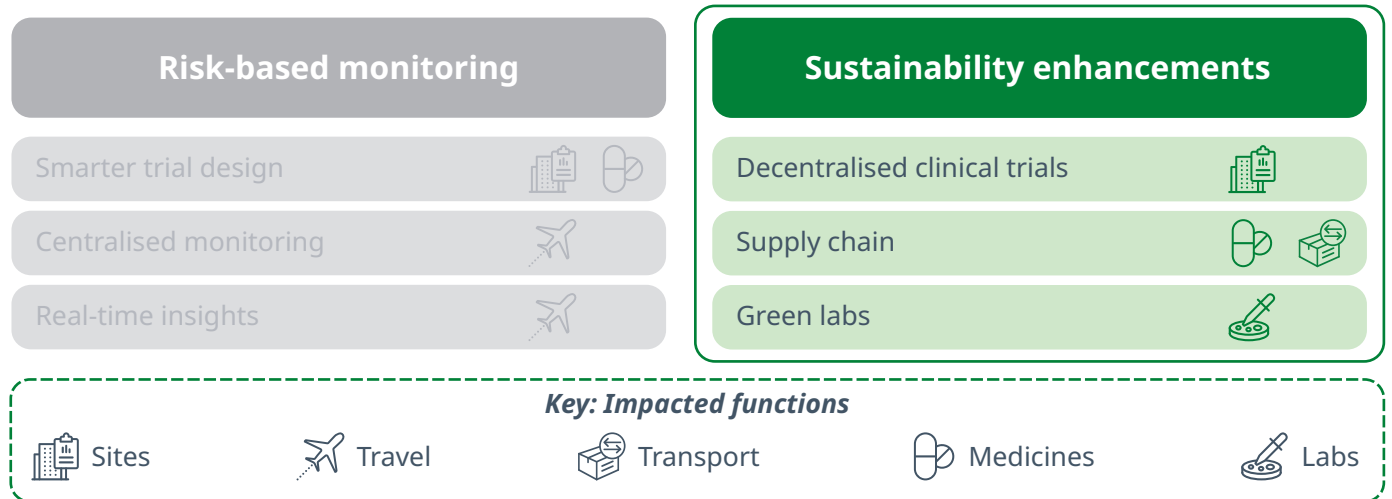 Risk-based monitoring
Smarter trial design
Centralised monitoring
Real-time insights
Sustainability enhancements
Decentralised clinical trials
Supply chain
Green labs
Key: Impacted functions
Sites
Travel
Transport
Medicines
Labs